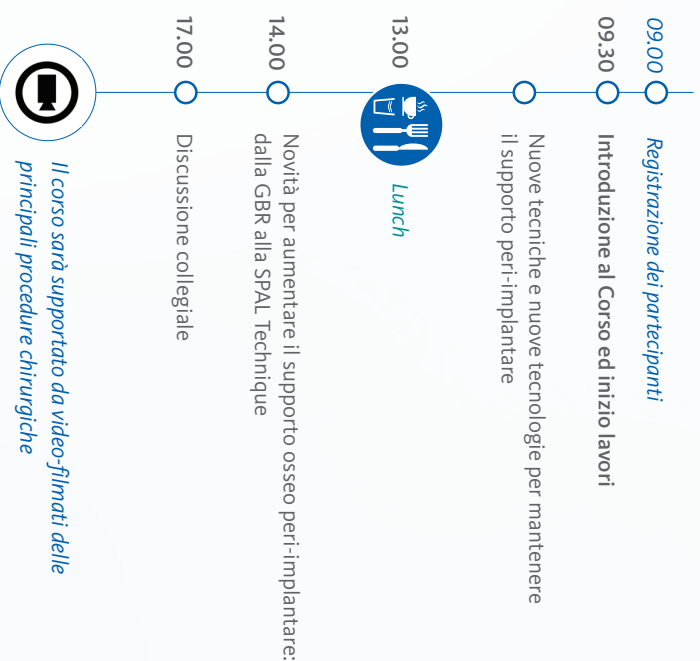 09.00 Registrazione dei partecipanti
09.30 Introduzione al Corso ed inizio lavori
Nuove tecniche e nuove tecnologie per mantenere
il supporto peri-implantare
13.00 Lunch
14.00 Novità per aumentare il supporto osseo peri-implantare:
dalla GBR alla SPAL Technique
17.00 Discussione collegiale
Il corso sarà supportato da video-filmati delle
principali procedure chirurgiche